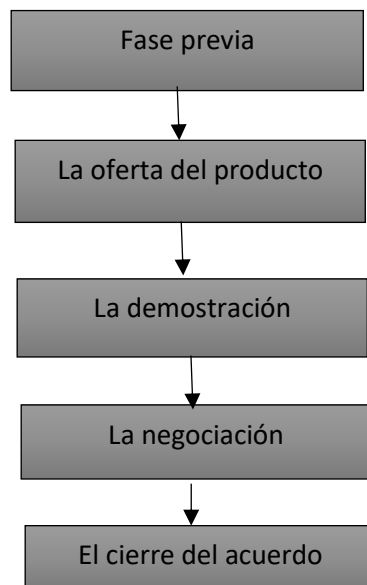 Fase previa
La oferta del producto
La demostración
La negociación
El cierre del acuerdo